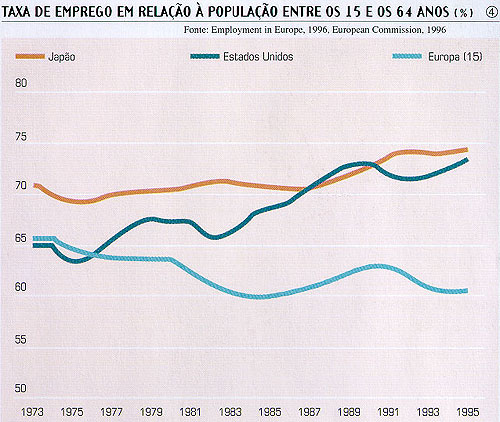 TAXA DE EMPREGO EM RELAÇÃO À POPULAÇÃO ENTRE OS 15 E OS 64 ANOS (%) ④
Fonte: Employment in Europe, 1996, European Commission, 1996
Japão Estados Unidos Europa (15)
80
75
70
65
60
55
50
1973 1975 1977 1979 1981 1983 1985 1987 1989 1991 1993 1995